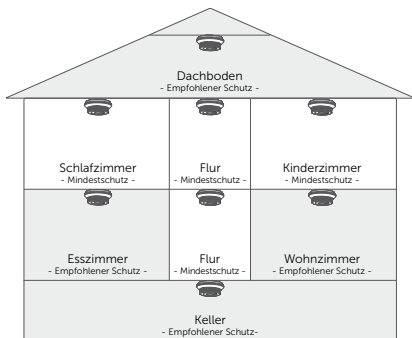 Dachboden
- Empfohlener Schutz -
Schlafzimmer
- Mindestschutz -
Flur
- Mindestschutz -
Kinderzimmer
- Mindestschutz -
Esszimmer
- Empfohlener Schutz -
Flur
- Mindestschutz -
Wohnzimmer
- Empfohlener Schutz -
Keller
- Empfohlener Schutz-